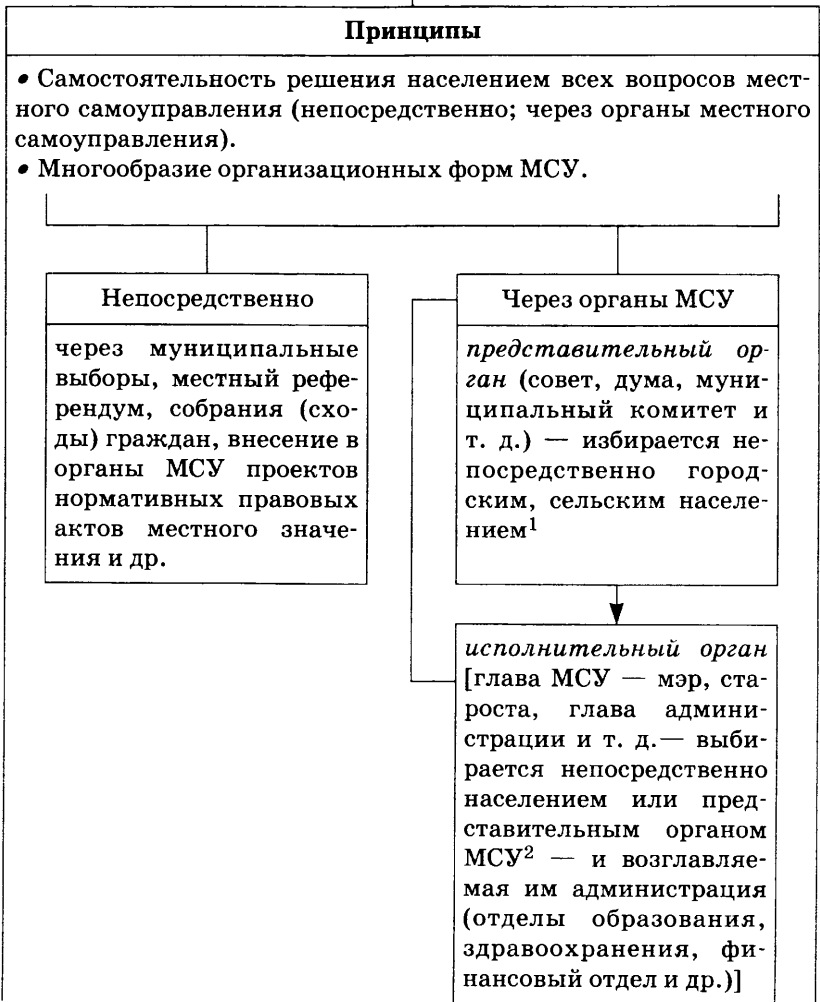 Принципы
• Самостоятельность решения населением всех вопросов мест-
ного самоуправления (непосредственно; через органы местного
самоуправления).
• Многообразие организационных форм МСУ.
Непосредственно
через муниципальные
выборы, местный рефе-
рендум, собрания (схо-
ды) граждан, внесение в
органы МСУ проектов
нормативных правовых
актов местного значе-
ния и др.
Через органы МСУ
представительный ор-
ган (совет, дума, муни-
ципальный комитет и
т. д.) — избирается не-
посредственно город-
ским, сельским населе-
нием¹
исполнительный орган
[глава МСУ — мэр, ста-
роста, глава админи-
страции и т. д.— выби-
рается непосредственно
населением или пред-
ставительным органом
МСУ² — и возглавляе-
мая им администрация
(отделы образования,
здравоохранения, фи-
нансовый отдел и др.)]